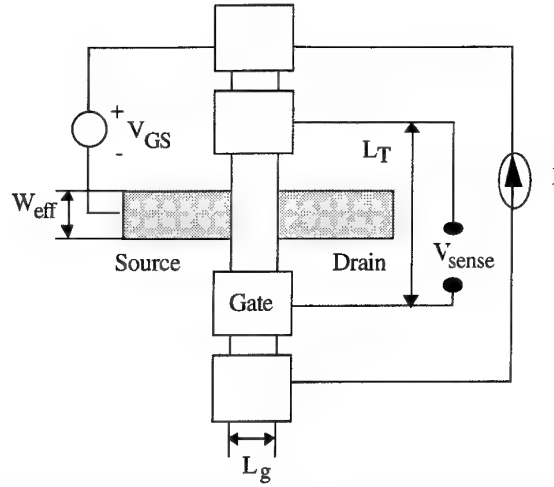 +
V_GS
-
L_T
W_eff
V_sense
Source
Drain
Gate
L_g